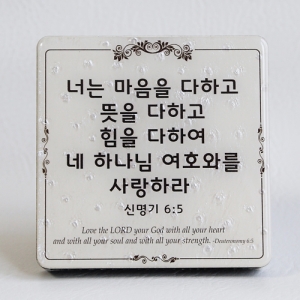 너는 마음을 다하고
뜻을 다하고
힘을 다하여
네 하나님 여호와를
사랑하라
신명기 6:5
Love the LORD your God with all your heart
and with all your soul and with all your strength. -Deuteronomy 6:5